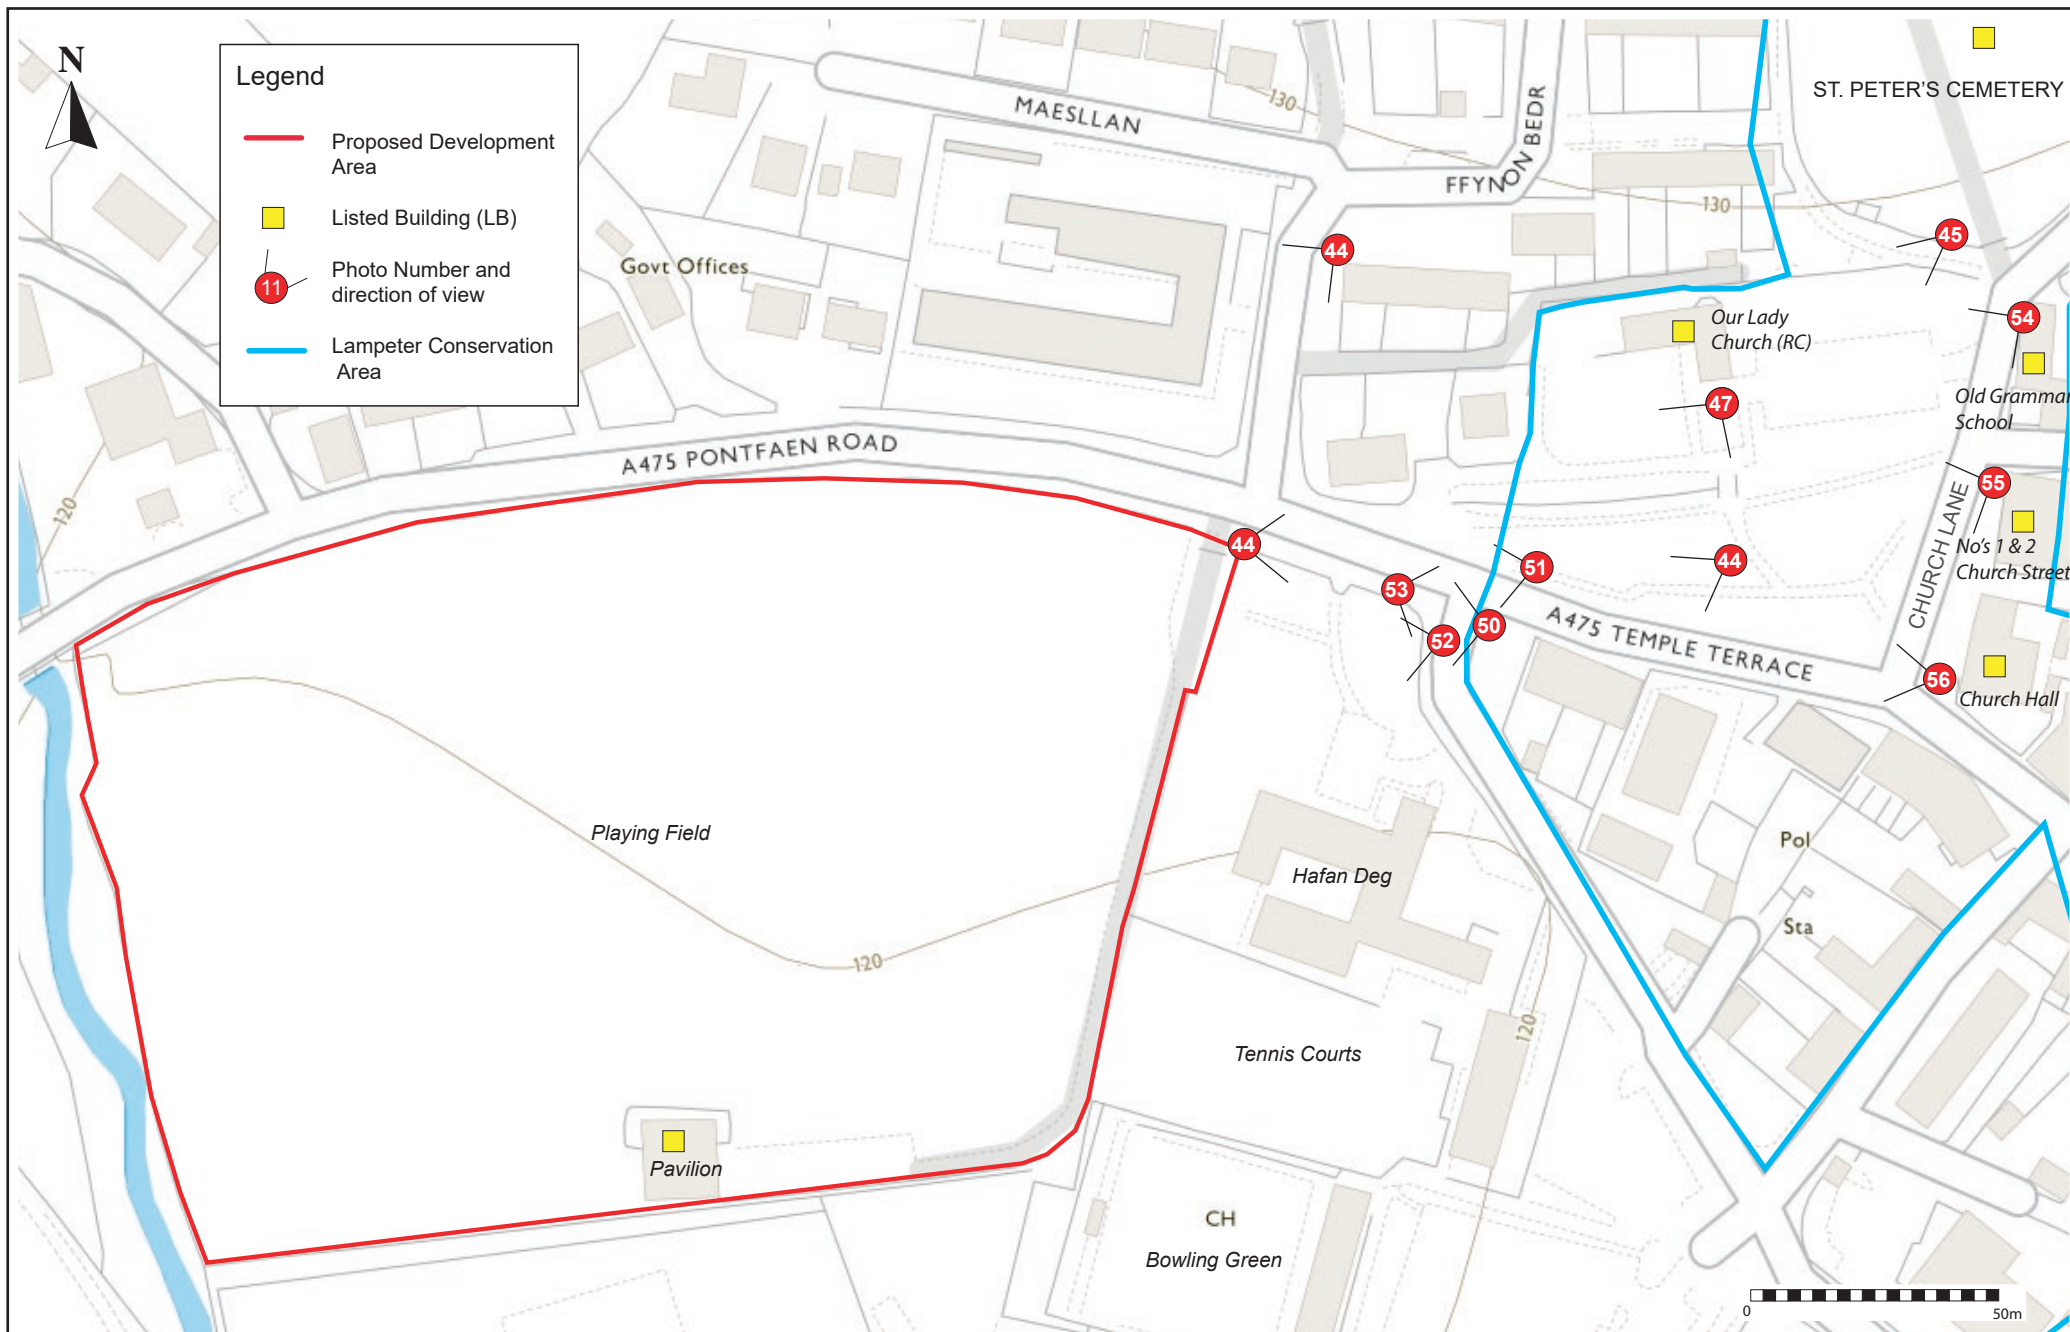 N
Legend
Proposed Development
Area
Listed Building (LB)
11
Photo Number and
direction of view
Lampeter Conservation
Area
MAESLLAN
130
FFYNON BEDR
130
ST. PETER'S CEMETERY
Govt Offices
44
45
54
Our Lady
Church (RC)
Old Grammar
School
47
A475 PONTFAEN ROAD
120
55
44
51
44
53
50
52
No's 1 & 2
Church Street
CHURCH LANE
A475 TEMPLE TERRACE
56
Church Hall
Playing Field
Hafan Deg
Pol
Sta
120
120
Tennis Courts
Pavilion
CH
Bowling Green
0
50m